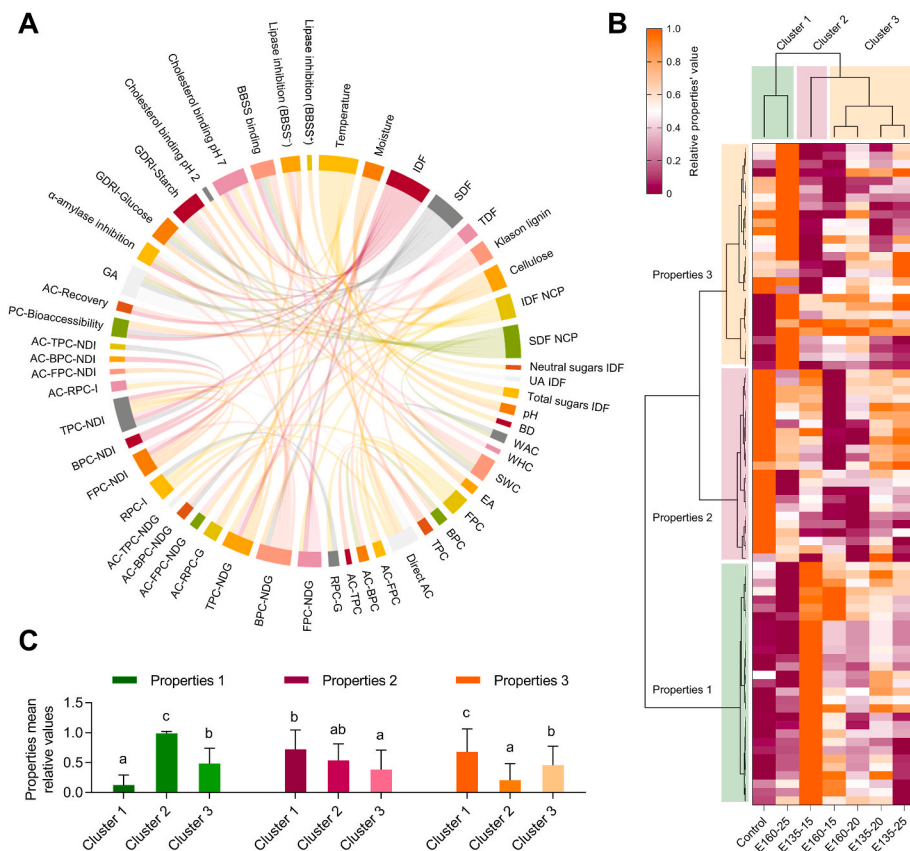 A
Cholesterol binding pH 2
Cholesterol binding pH 7
BBSS binding
Lipase inhibition (BBSS⁻)
Lipase inhibition (BBSS⁺)
Temperature
Moisture
IDF
SDF
TDF
Klason lignin
Cellulose
IDF NCP
SDF NCP
Neutral sugars IDF
UA IDF
Total sugars IDF
pH
BD
WAC
WHC
SWC
EA
FPC
BPC
TPC
Direct AC
AC-FPC
AC-BPC
AC-TPC
RPC-G
FPC-NDG
BPC-NDG
TPC-NDG
AC-RPC-G
AC-FPC-NDG
AC-BPC-NDG
AC-TPC-NDG
RPC-I
FPC-NDI
BPC-NDI
TPC-NDI
AC-RPC-I
AC-FPC-NDI
AC-BPC-NDI
AC-TPC-NDI
PC-Bioaccessibility
AC-Recovery
GA
α-amylase inhibition
GDRI-Glucose
GDRI-Starch
B
1.0
0.8
0.6
0.4
0.2
0
Relative properties' value
Cluster 1
Cluster 2
Cluster 3
Properties 3
Properties 2
Properties 1
Control
E160-25
E135-15
E160-15
E160-20
E135-20
E135-25
C
Properties 1
Properties 2
Properties 3
Properties mean
relative values
1.5
1.0
0.5
0.0
a
c
b
b
ab
a
c
a
b
Cluster 1
Cluster 2
Cluster 3
Cluster 1
Cluster 2
Cluster 3
Cluster 1
Cluster 2
Cluster 3